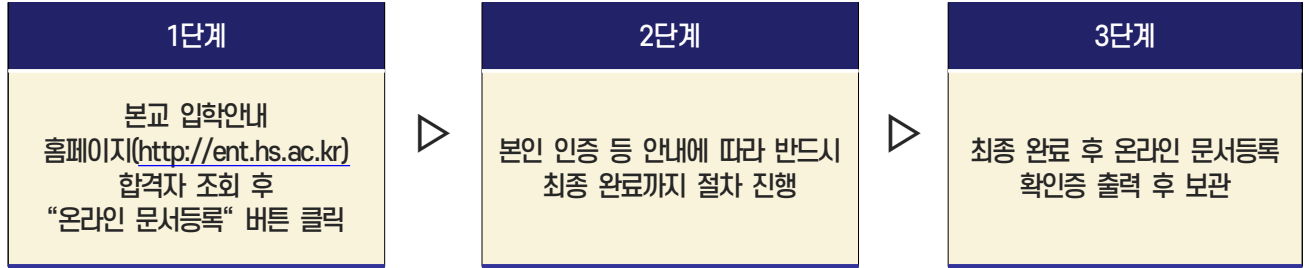 1단계
본교 입학안내
홈페이지(http://ent.hs.ac.kr)
합격자 조회 후
“온라인 문서등록“ 버튼 클릭
▷
2단계
본인 인증 등 안내에 따라 반드시
최종 완료까지 절차 진행
▷
3단계
최종 완료 후 온라인 문서등록
확인증 출력 후 보관